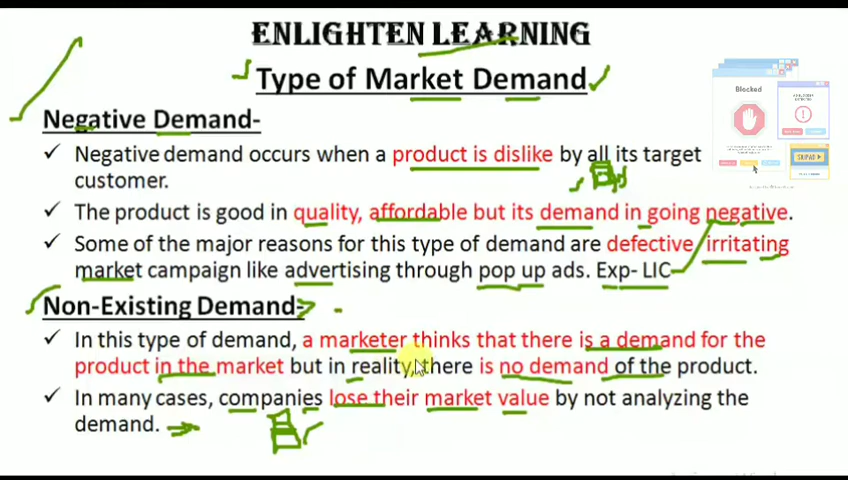 ENLIGHTEN LEARNING
Type of Market Demand
Blocked
SKIP AD
Negative Demand-
✓ Negative demand occurs when a product is dislike by all its target
customer.
✓ The product is good in quality, affordable but its demand in going negative.
✓ Some of the major reasons for this type of demand are defective irritating
market campaign like advertising through pop up ads. Exp- LIC
Non-Existing Demand-
✓ In this type of demand, a marketer thinks that there is a demand for the
product in the market but in reality, there is no demand of the product.
✓ In many cases, companies lose their market value by not analyzing the
demand.